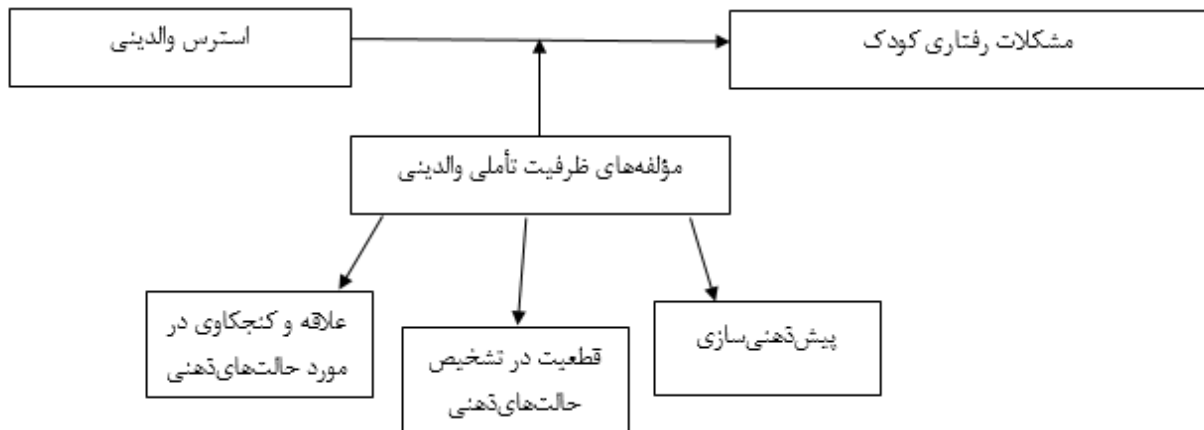 استرس والدینی
مشکلات رفتاری کودک
مؤلفه‌های ظرفیت تأملی والدینی
علاقه و کنجکاوی در
مورد حالت‌های‌ذهنی
قطعیت در تشخیص
حالت‌های‌ذهنی
پیش‌ذهنی‌سازی